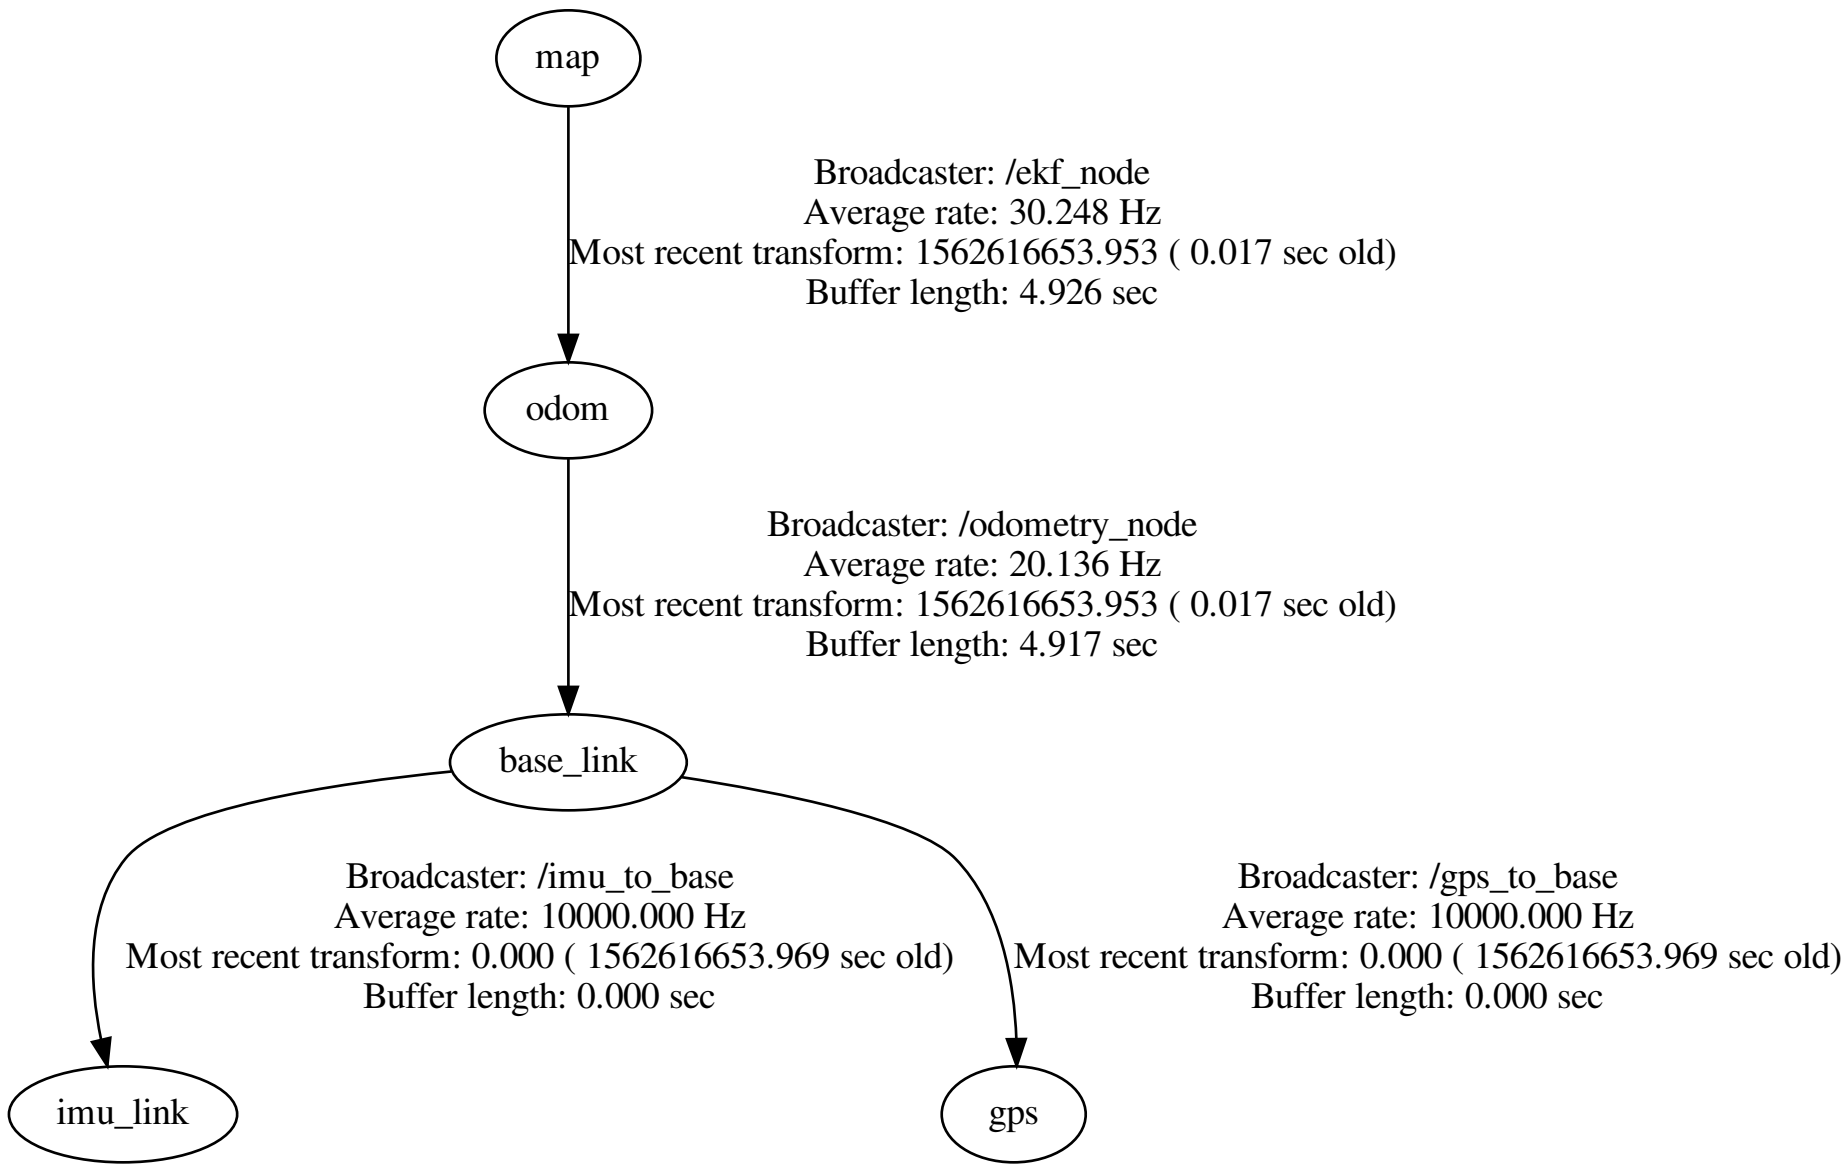 map
Broadcaster: /ekf_node
Average rate: 30.248 Hz
Most recent transform: 1562616653.953 ( 0.017 sec old)
Buffer length: 4.926 sec
odom
Broadcaster: /odometry_node
Average rate: 20.136 Hz
Most recent transform: 1562616653.953 ( 0.017 sec old)
Buffer length: 4.917 sec
base_link
Broadcaster: /imu_to_base
Average rate: 10000.000 Hz
Most recent transform: 0.000 ( 1562616653.969 sec old)
Buffer length: 0.000 sec
Broadcaster: /gps_to_base
Average rate: 10000.000 Hz
Most recent transform: 0.000 ( 1562616653.969 sec old)
Buffer length: 0.000 sec
imu_link
gps